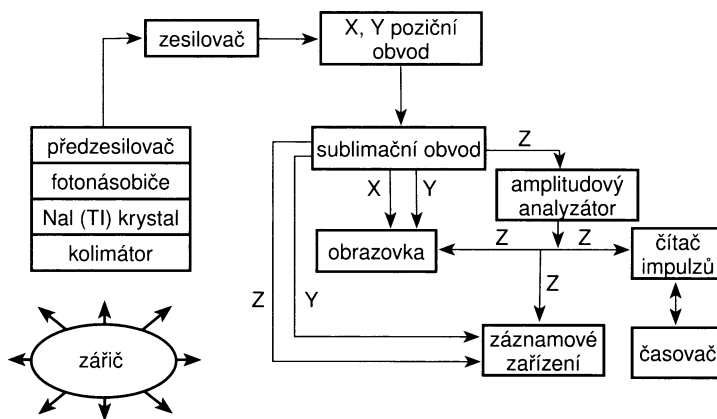 zesilovač
X, Y poziční
obvod
předzesilovač
fotonásobiče
NaI (TI) krystal
kolimátor
sublimační obvod
Z
X
Y
amplitudový
analyzátor
obrazovka
Z
Z
čítač
impulzů
Z
Y
Z
zářič
záznamové
zařízení
časovač